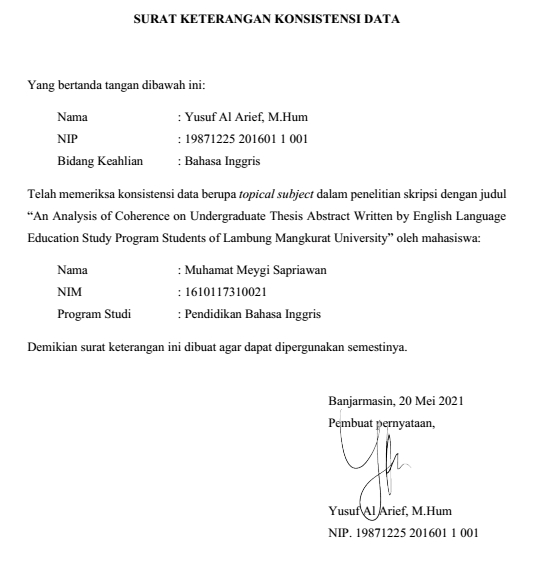 SURAT KETERANGAN KONSISTENSI DATA
Yang bertanda tangan dibawah ini:
Nama : Yusuf Al Arief, M.Hum
NIP : 19871225 201601 1 001
Bidang Keahlian : Bahasa Inggris
Telah memeriksa konsistensi data berupa topical subject dalam penelitian skripsi dengan judul
“An Analysis of Coherence on Undergraduate Thesis Abstract Written by English Language
Education Study Program Students of Lambung Mangkurat University” oleh mahasiswa:
Nama : Muhamat Meygi Sapriawan
NIM : 1610117310021
Program Studi : Pendidikan Bahasa Inggris
Demikian surat keterangan ini dibuat agar dapat dipergunakan semestinya.
Banjarmasin, 20 Mei 2021
Pembuat pernyataan,
Yusuf Al Arief, M.Hum
NIP. 19871225 201601 1 001